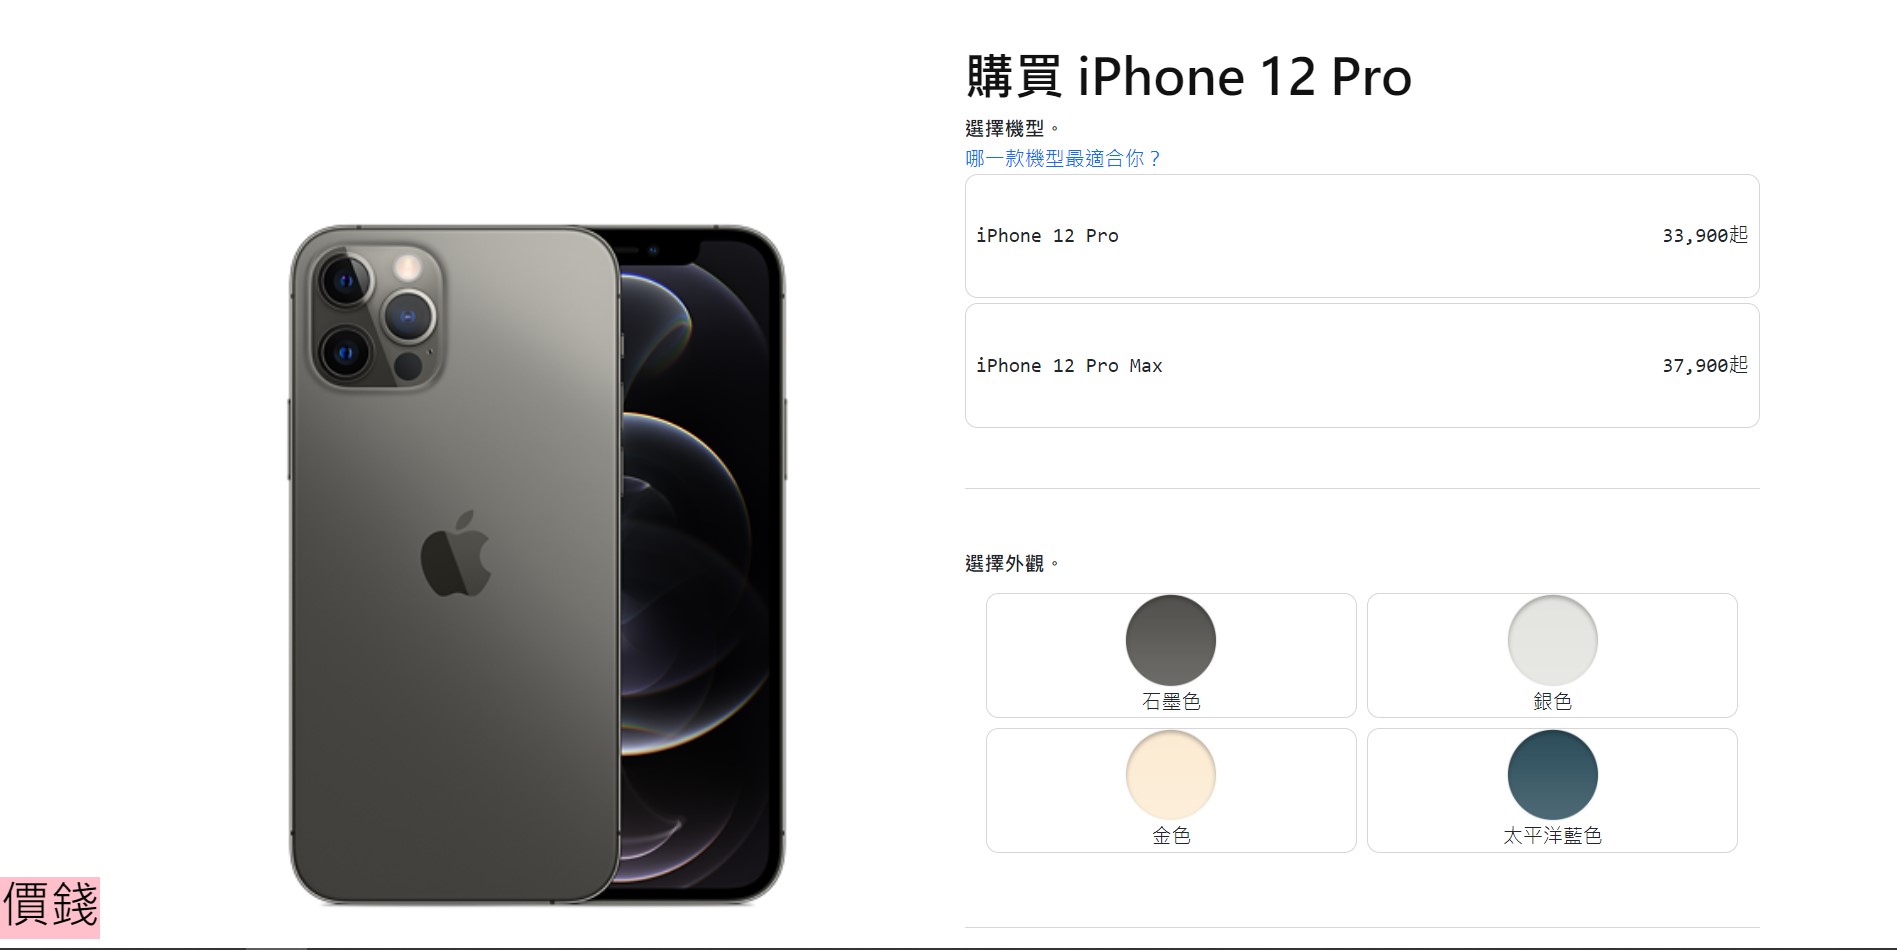 購買 iPhone 12 Pro
選擇機型。
哪一款機型最適合你？
iPhone 12 Pro 33,900起
iPhone 12 Pro Max 37,900起
選擇外觀。
石墨色 銀色
金色 太平洋藍色
價錢